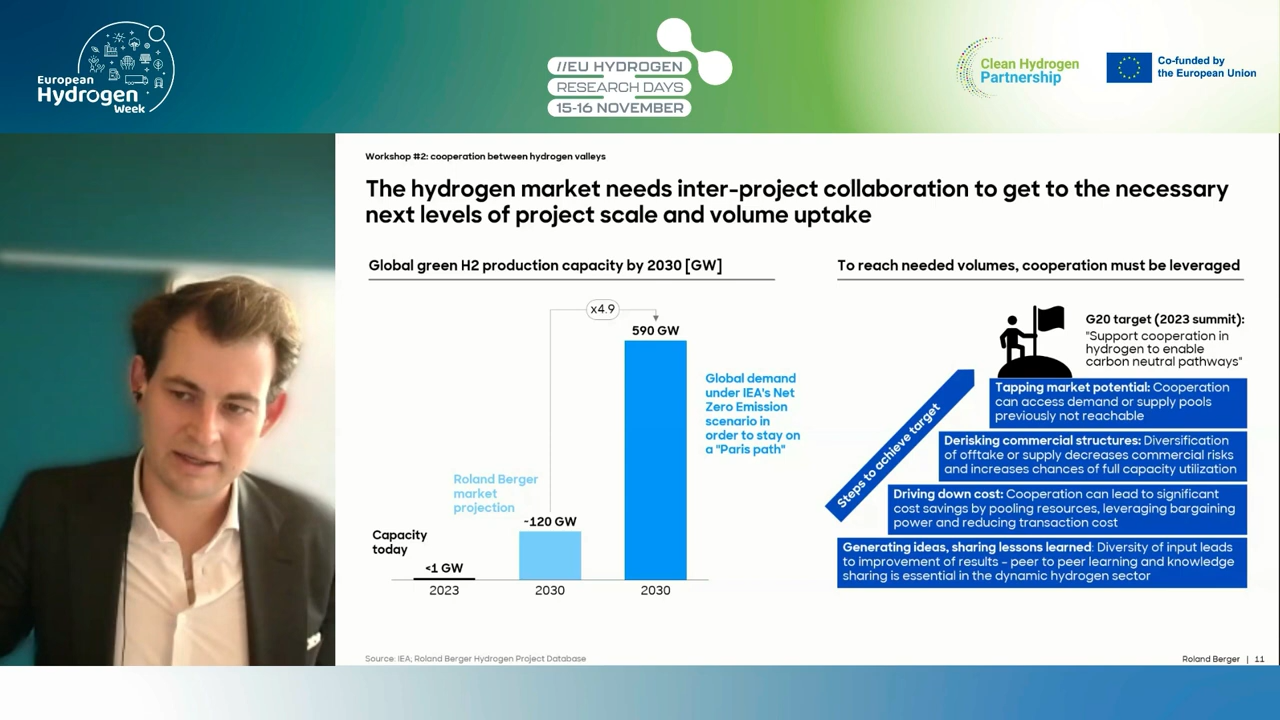 European
Hydrogen
Week
//EU HYDROGEN
RESEARCH DAYS
15-16 NOVEMBER
Clean Hydrogen
Partnership
Co-funded by
the European Union
Workshop #2: cooperation between hydrogen valleys
The hydrogen market needs inter-project collaboration to get to the necessary
next levels of project scale and volume uptake
Global green H2 production capacity by 2030 [GW]
x4.9
590 GW
Global demand
under IEA's Net
Zero Emission
scenario in
order to stay on
a "Paris path"
Roland Berger
market
projection
~120 GW
Capacity
today
<1 GW
2023
2030
2030
To reach needed volumes, cooperation must be leveraged
G20 target (2023 summit):
"Support cooperation in
hydrogen to enable
carbon neutral pathways"
Steps to achieve target
Tapping market potential: Cooperation
can access demand or supply pools
previously not reachable
Derisking commercial structures: Diversification
of offtake or supply decreases commercial risks
and increases chances of full capacity utilization
Driving down cost: Cooperation can lead to significant
cost savings by pooling resources, leveraging bargaining
power and reducing transaction cost
Generating ideas, sharing lessons learned: Diversity of input leads
to improvement of results – peer to peer learning and knowledge
sharing is essential in the dynamic hydrogen sector
Source: IEA; Roland Berger Hydrogen Project Database
Roland Berger | 11